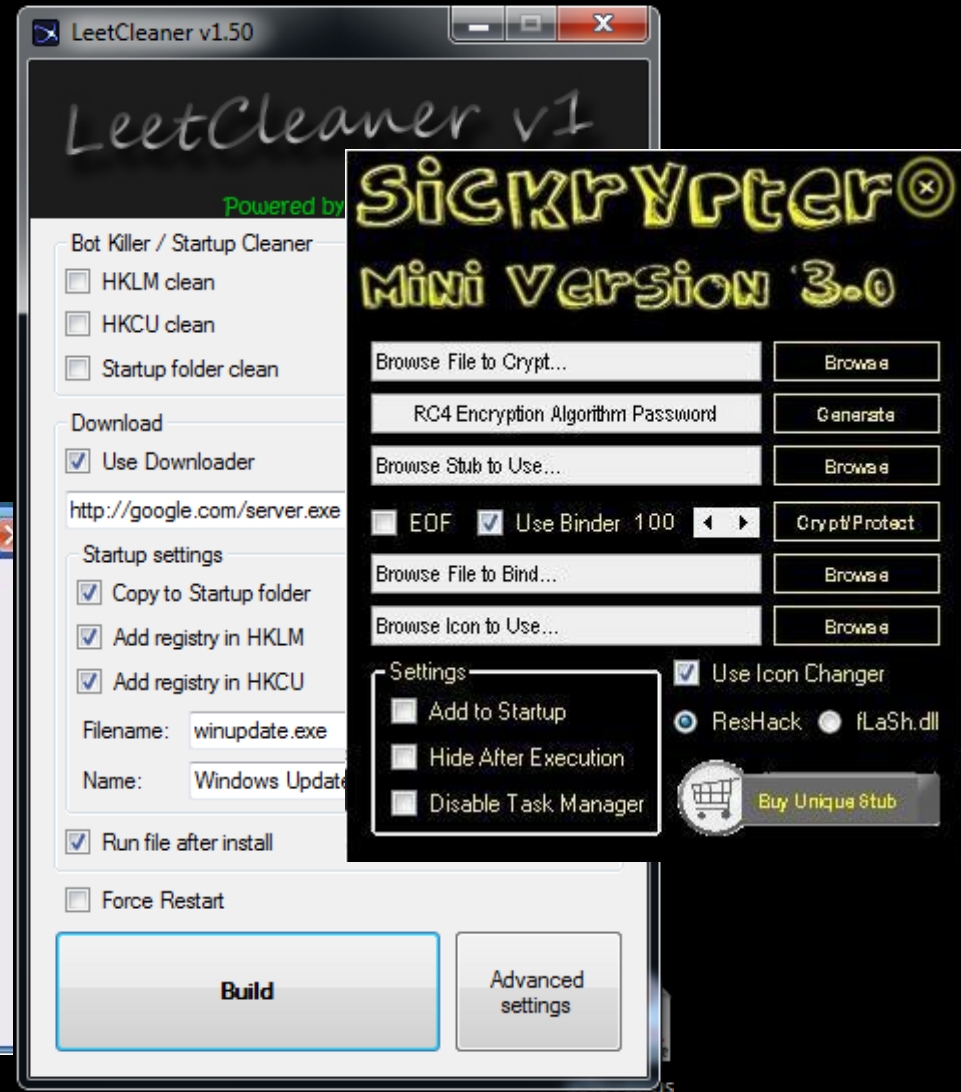 LeetCleaner v1.50
LeetCleaner v1
Powered by
Bot Killer / Startup Cleaner
HKLM clean
HKCU clean
Startup folder clean
Download
Use Downloader
http://google.com/server.exe
Startup settings
Copy to Startup folder
Add registry in HKLM
Add registry in HKCU
Filename: winupdate.exe
Name: Windows Update
Run file after install
Force Restart
Build
Advanced
settings
SicKrYpter®
Mini Version 3.0
Browse File to Crypt... Browse
RC4 Encryption Algorithm Password Generate
Browse Stub to Use... Browse
EOF Use Binder 100 Crypt/Protect
Browse File to Bind... Browse
Browse Icon to Use... Browse
Settings
Add to Startup
Hide After Execution
Disable Task Manager
Use Icon Changer
ResHack fLaSh.dll
Buy Unique Stub